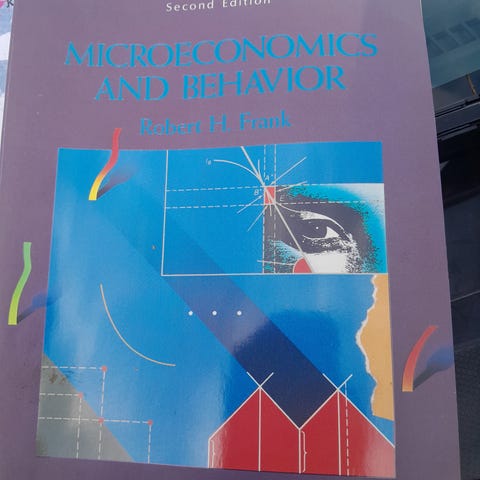 Second Edition
MICROECONOMICS
AND BEHAVIOR
Robert H. Frank